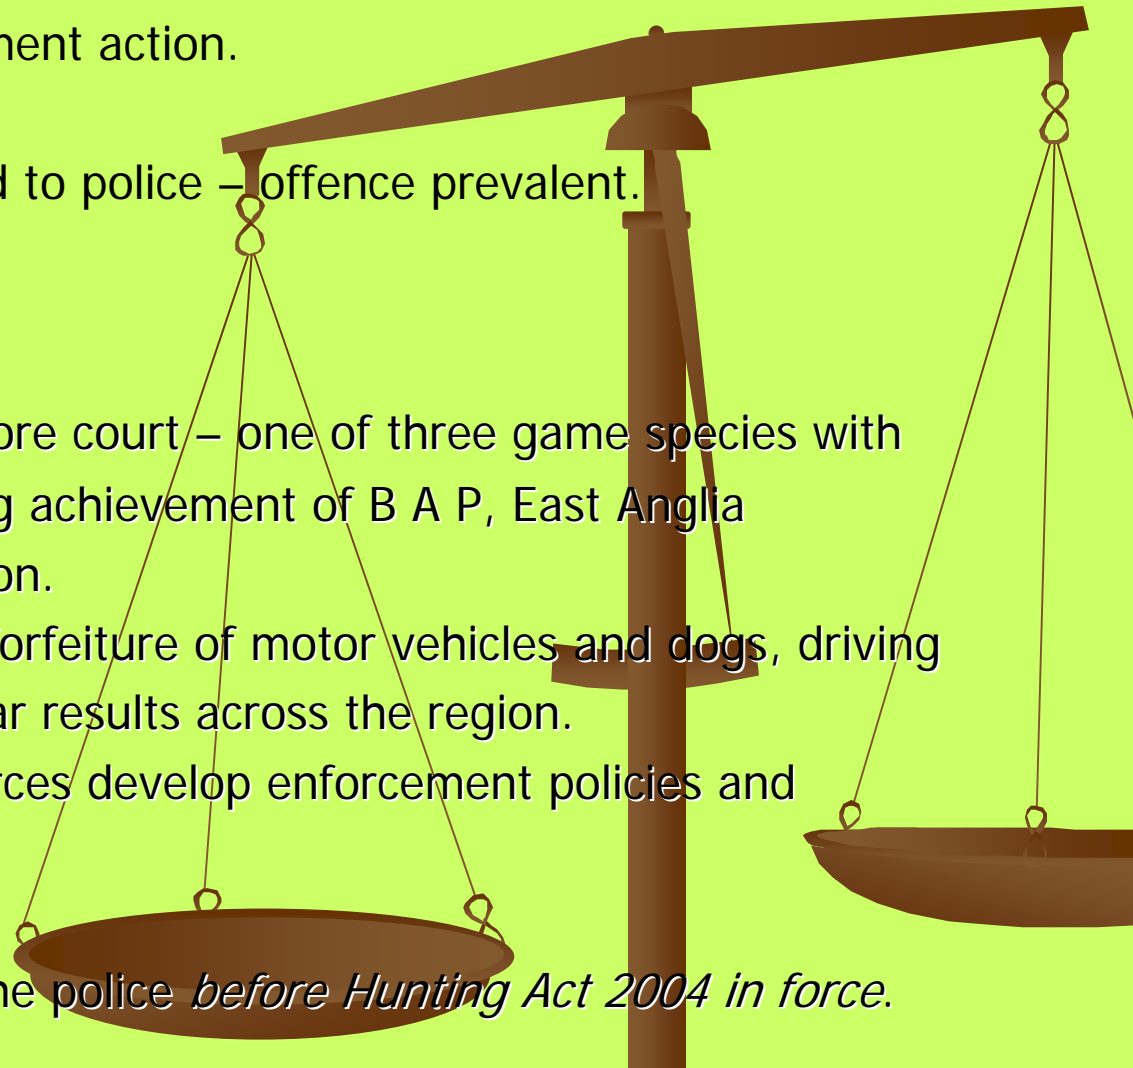 ent action.
d to police – offence prevalent.
ore court – one of three game species with
g achievement of B A P, East Anglia
on.
orfeiture of motor vehicles and dogs, driving
ar results across the region.
rces develop enforcement policies and
he police before Hunting Act 2004 in force.